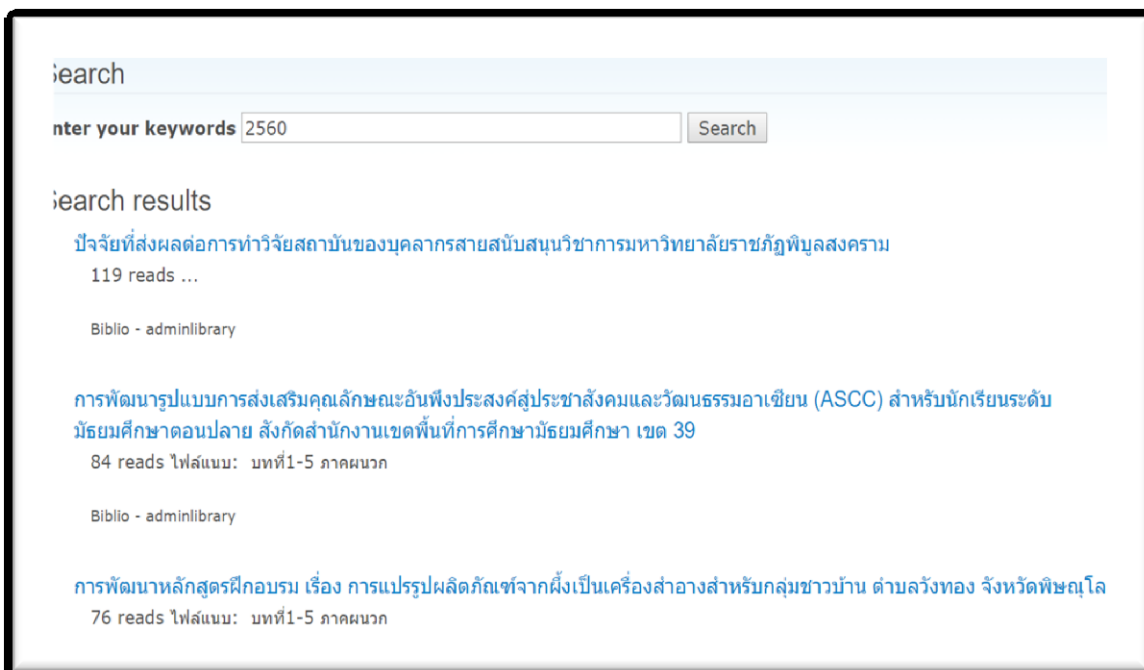 Search
Enter your keywords 2560 Search
Search results
ปัจจัยที่ส่งผลต่อการทำวิจัยสถาบันของบุคลากรสายสนับสนุนวิชาการมหาวิทยาลัยราชภัฏพิบูลสงคราม
119 reads ...
Biblio - adminlibrary
การพัฒนารูปแบบการส่งเสริมคุณลักษณะอันพึงประสงค์สู่ประชาสังคมและวัฒนธรรมอาเซียน (ASCC) สำหรับนักเรียนระดับ
มัธยมศึกษาตอนปลาย สังกัดสำนักงานเขตพื้นที่การศึกษามัธยมศึกษา เขต 39
84 reads ไฟล์แนบ: บทที่1-5 ภาคผนวก
Biblio - adminlibrary
การพัฒนาหลักสูตรฝึกอบรม เรื่อง การแปรรูปผลิตภัณฑ์จากผึ้งเป็นเครื่องสำอางสำหรับกลุ่มชาวบ้าน ตำบลวังทอง จังหวัดพิษณุโล
76 reads ไฟล์แนบ: บทที่1-5 ภาคผนวก